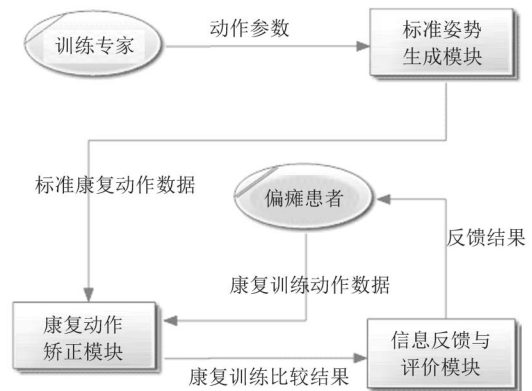 训练专家
动作参数
标准姿势
生成模块
标准康复动作数据
偏瘫患者
反馈结果
康复训练动作数据
康复动作
矫正模块
康复训练比较结果
信息反馈与
评价模块